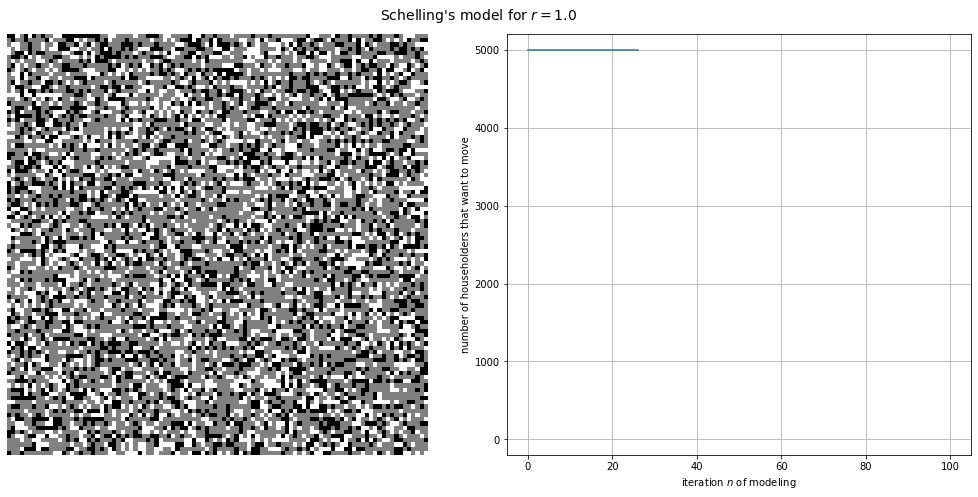 Schelling's model for r = 1.0
5000
4000
3000
2000
1000
0
number of householders that want to move
0 20 40 60 80 100
iteration n of modeling